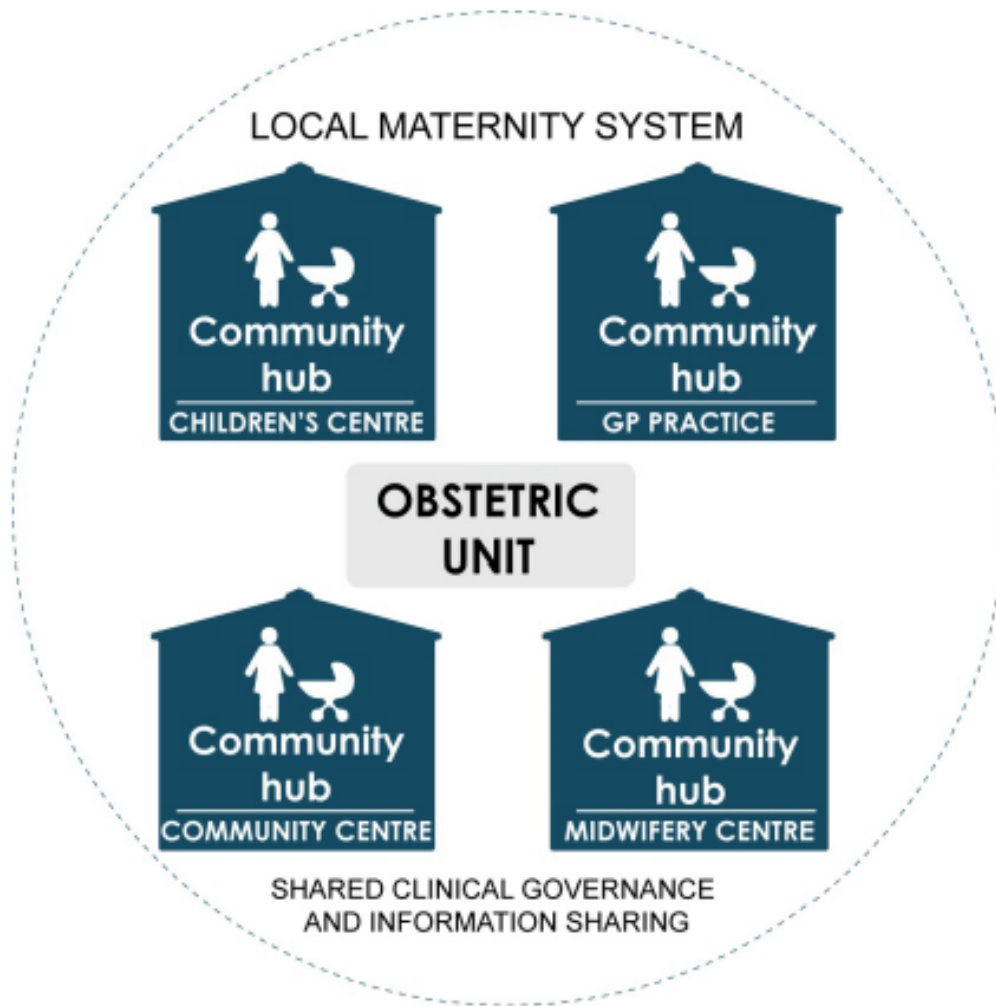 LOCAL MATERNITY SYSTEM
Community
hub
CHILDREN'S CENTRE
Community
hub
GP PRACTICE
OBSTETRIC
UNIT
Community
hub
COMMUNITY CENTRE
Community
hub
MIDWIFERY CENTRE
SHARED CLINICAL GOVERNANCE
AND INFORMATION SHARING